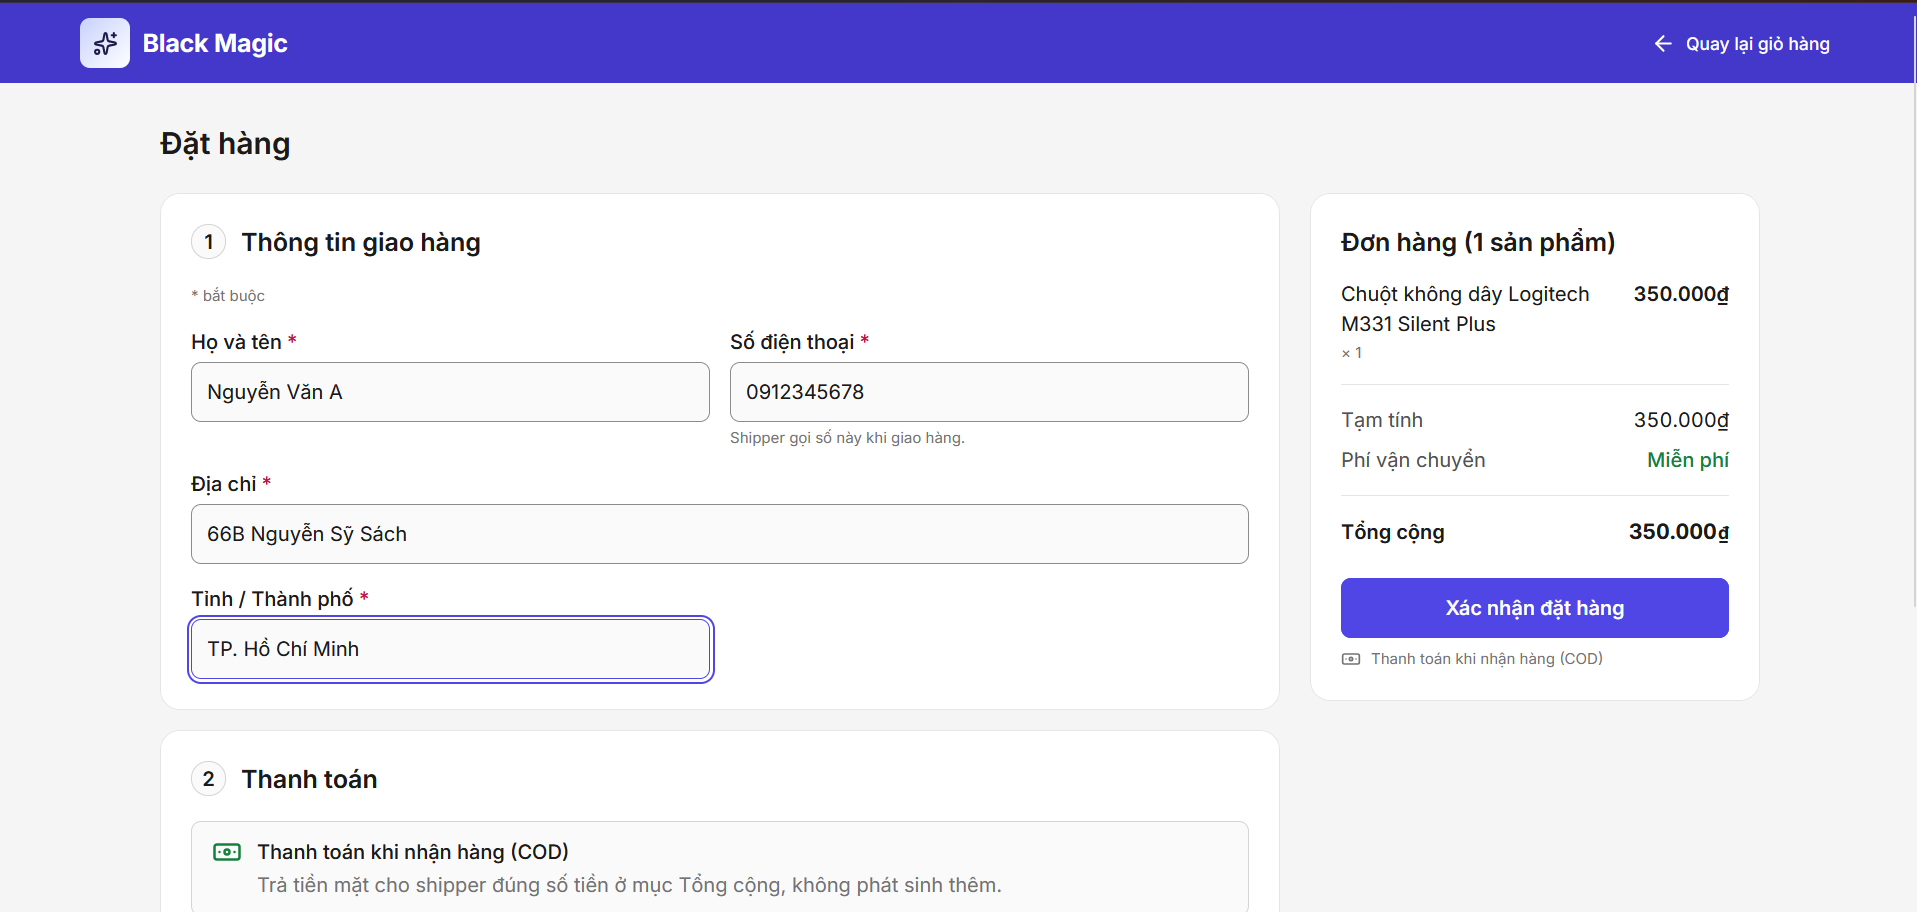 Black Magic
Quay lại giỏ hàng
Đặt hàng
1 Thông tin giao hàng
* bắt buộc
Họ và tên *
Số điện thoại *
Nguyễn Văn A
0912345678
Shipper gọi số này khi giao hàng.
Địa chỉ *
66B Nguyễn Sỹ Sách
Tỉnh / Thành phố *
TP. Hồ Chí Minh
2 Thanh toán
Thanh toán khi nhận hàng (COD)
Trả tiền mặt cho shipper đúng số tiền ở mục Tổng cộng, không phát sinh thêm.
Đơn hàng (1 sản phẩm)
Chuột không dây Logitech 350.000₫
M331 Silent Plus
× 1
Tạm tính 350.000₫
Phí vận chuyển Miễn phí
Tổng cộng 350.000₫
Xác nhận đặt hàng
Thanh toán khi nhận hàng (COD)